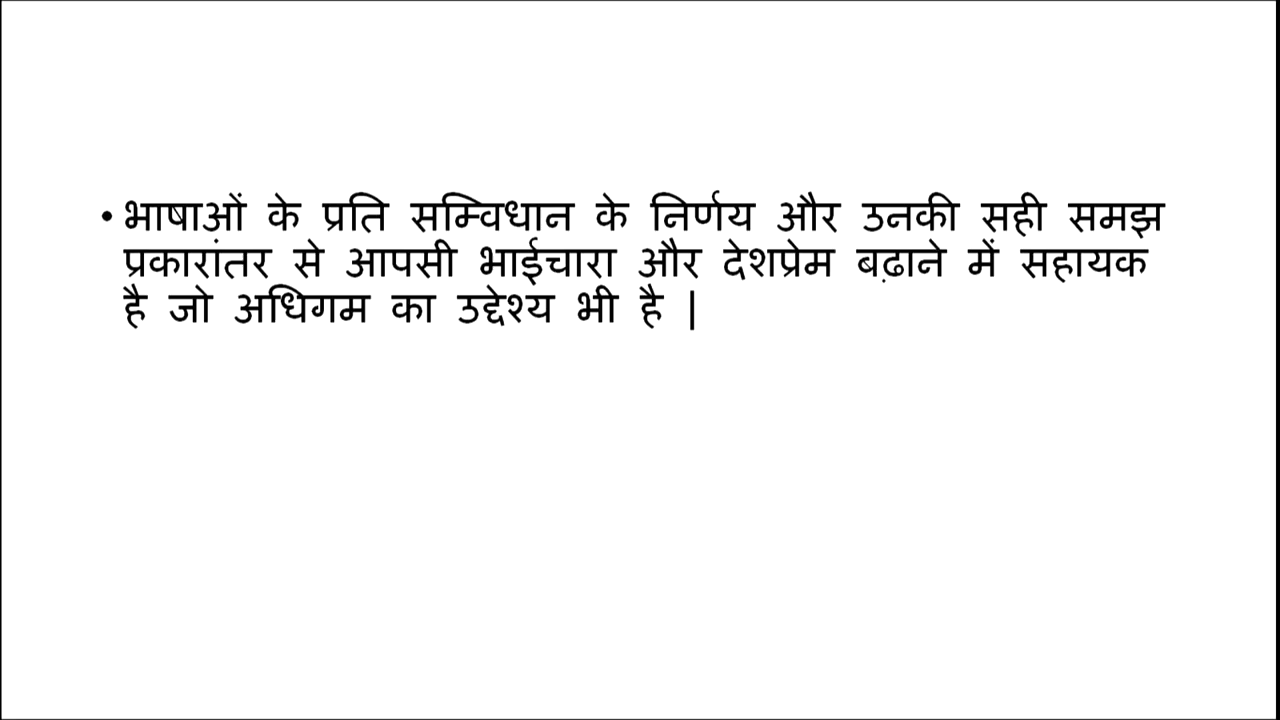 • भाषाओं के प्रति सम्विधान के निर्णय और उनकी सही समझ
प्रकारांतर से आपसी भाईचारा और देशप्रेम बढ़ाने में सहायक
है जो अधिगम का उद्देश्य भी है |